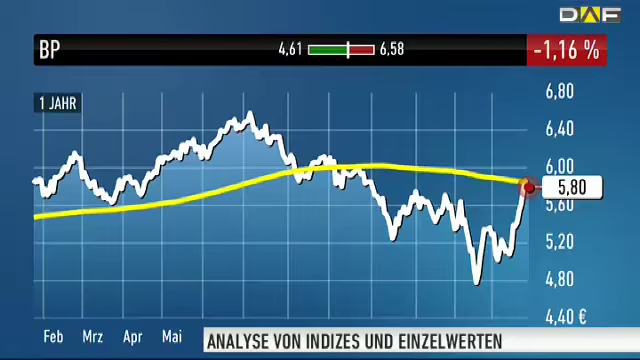 DAF
BP
4,61
6,58
-1,16 %
1 JAHR
6,80
6,40
6,00
5,80
5,60
5,20
4,80
4,40 €
Feb Mrz Apr Mai
ANALYSE VON INDIZES UND EINZELWERTEN